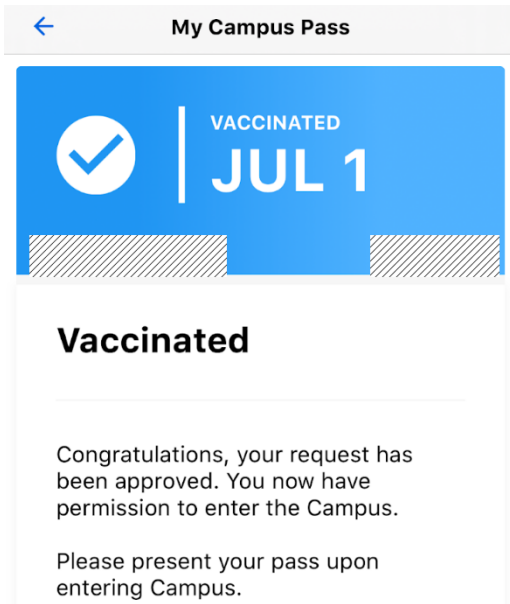 My Campus Pass
VACCINATED
JUL 1
Vaccinated
Congratulations, your request has
been approved. You now have
permission to enter the Campus.
Please present your pass upon
entering Campus.